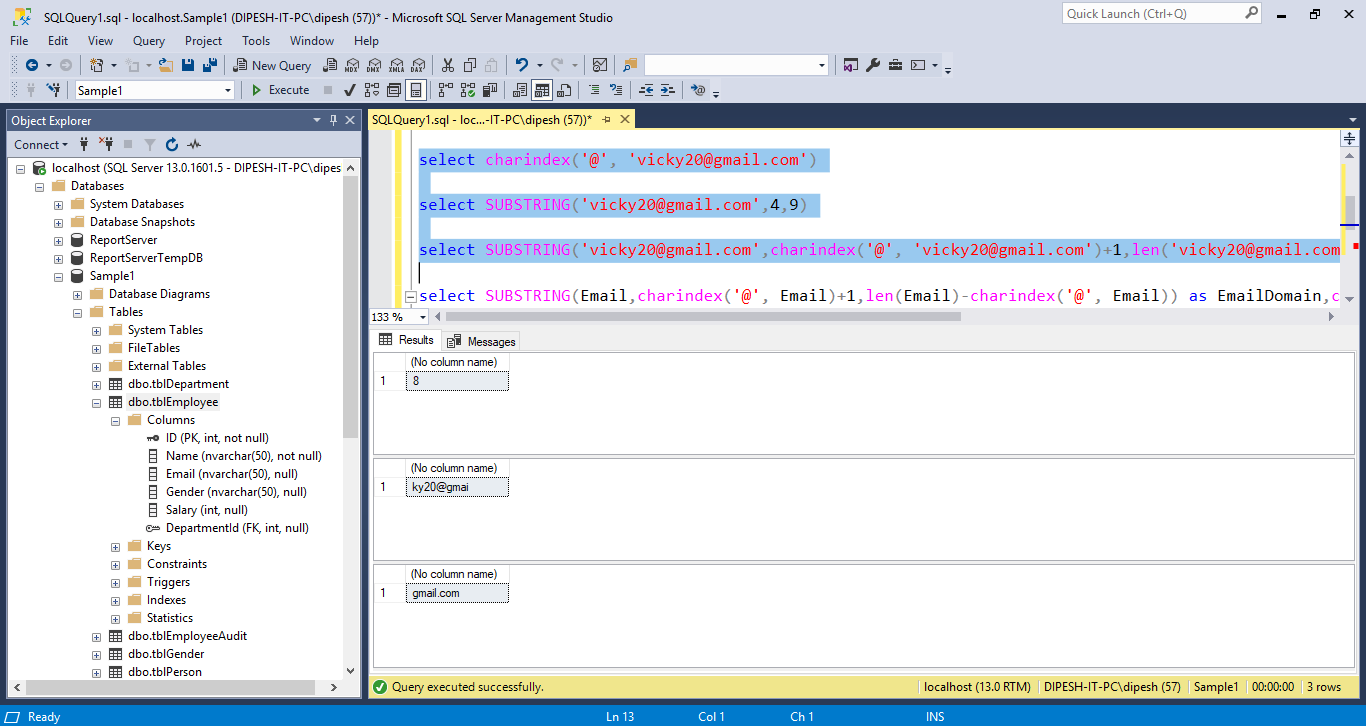 SQLQuery1.sql - localhost.Sample1 (DIPESH-IT-PC\dipesh (57))* - Microsoft SQL Server Management Studio
Quick Launch (Ctrl+Q)
File Edit View Query Project Tools Window Help
New Query MDX DMX XMLA DAX
Sample1 Execute
Object Explorer
Connect
localhost (SQL Server 13.0.1601.5 - DIPESH-IT-PC\dipes
Databases
System Databases
Database Snapshots
ReportServer
ReportServerTempDB
Sample1
Database Diagrams
Tables
System Tables
FileTables
External Tables
dbo.tblDepartment
dbo.tblEmployee
Columns
ID (PK, int, not null)
Name (nvarchar(50), not null)
Email (nvarchar(50), null)
Gender (nvarchar(50), null)
Salary (int, null)
DepartmentId (FK, int, null)
Keys
Constraints
Triggers
Indexes
Statistics
dbo.tblEmployeeAudit
dbo.tblGender
dbo.tblPerson
SQLQuery1.sql - loc...-IT-PC\dipesh (57))*
select charindex('@', 'vicky20@gmail.com')
select SUBSTRING('vicky20@gmail.com',4,9)
select SUBSTRING('vicky20@gmail.com',charindex('@', 'vicky20@gmail.com')+1,len('vicky20@gmail.com
select SUBSTRING(Email,charindex('@', Email)+1,len(Email)-charindex('@', Email)) as EmailDomain,c
133 %
Results Messages
(No column name)
1 8
(No column name)
1 ky20@gmai
(No column name)
1 gmail.com
Query executed successfully. localhost (13.0 RTM) DIPESH-IT-PC\dipesh (57) Sample1 00:00:00 3 rows
Ready Ln 13 Col 1 Ch 1 INS